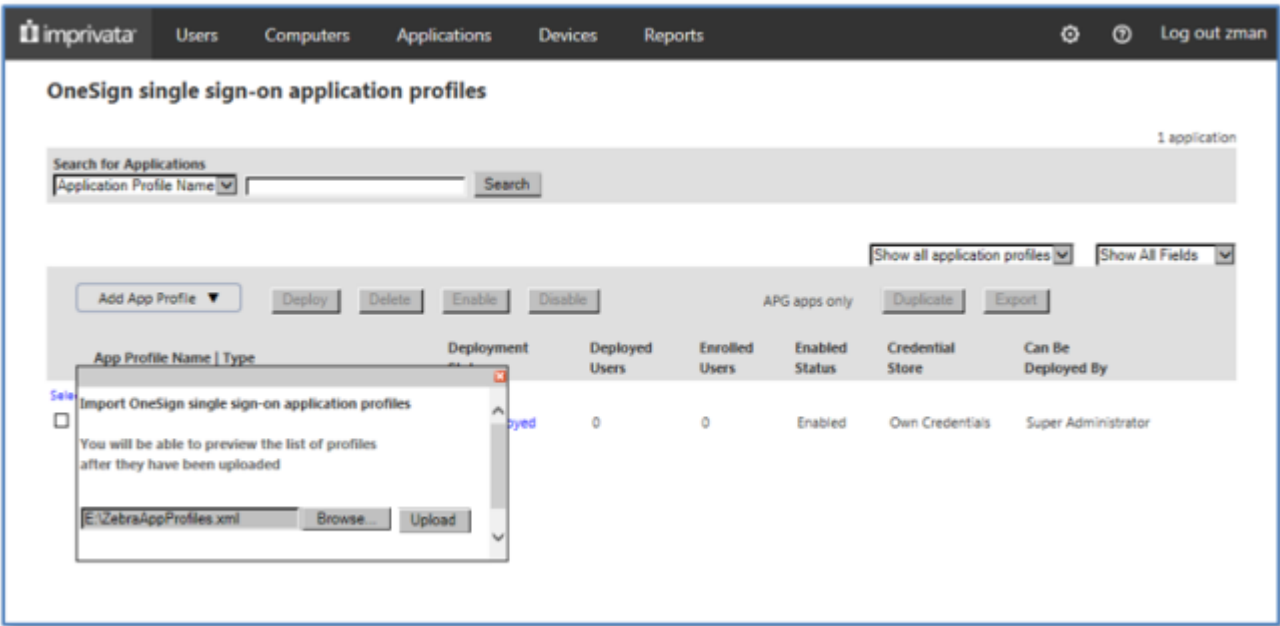 imprivata Users Computers Applications Devices Reports Log out zman
OneSign single sign-on application profiles
1 application
Search for Applications
Application Profile Name Search
Show all application profiles Show All Fields
Add App Profile ▼ Deploy Delete Enable Disable APG apps only Duplicate Export
App Profile Name | Type Deployment Deployed Enrolled Enabled Credential Can Be
Users Users Status Store Deployed By
Sele
Import OneSign single sign-on application profiles
oyed 0 0 Enabled Own Credentials Super Administrator
You will be able to preview the list of profiles
after they have been uploaded
E:\ZebraAppProfiles.xml Browse... Upload